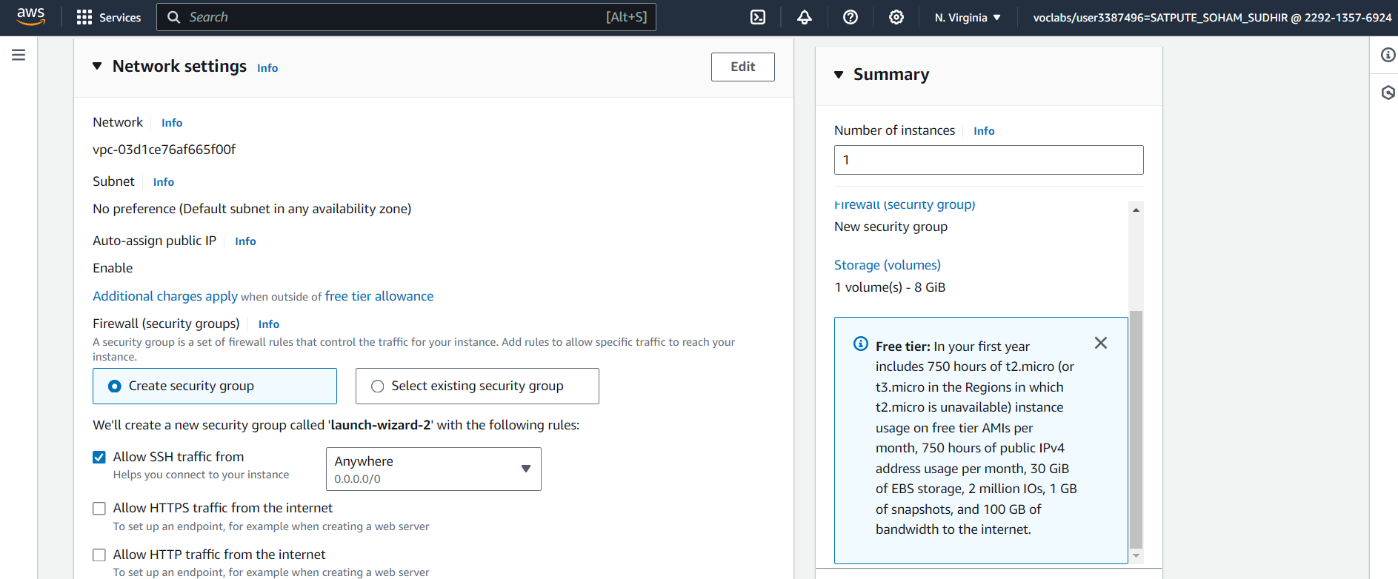 aws
Services
Search
[Alt+S]
N. Virginia
voclabs/user3387496=SATPUTE_SOHAM_SUDHIR @ 2292-1357-6924
Network settings Info
Edit
Network Info
vpc-03d1ce76af665f00f
Subnet Info
No preference (Default subnet in any availability zone)
Auto-assign public IP Info
Enable
Additional charges apply when outside of free tier allowance
Firewall (security groups) Info
A security group is a set of firewall rules that control the traffic for your instance. Add rules to allow specific traffic to reach your
instance.
Create security group
Select existing security group
We'll create a new security group called 'launch-wizard-2' with the following rules:
Allow SSH traffic from
Helps you connect to your instance
Anywhere
0.0.0.0/0
Allow HTTPS traffic from the internet
To set up an endpoint, for example when creating a web server
Allow HTTP traffic from the internet
To set up an endpoint, for example when creating a web server
Summary
Number of instances Info
1
Firewall (security group)
New security group
Storage (volumes)
1 volume(s) - 8 GiB
Free tier: In your first year
includes 750 hours of t2.micro (or
t3.micro in the Regions in which
t2.micro is unavailable) instance
usage on free tier AMIs per
month, 750 hours of public IPv4
address usage per month, 30 GiB
of EBS storage, 2 million IOs, 1 GB
of snapshots, and 100 GB of
bandwidth to the internet.